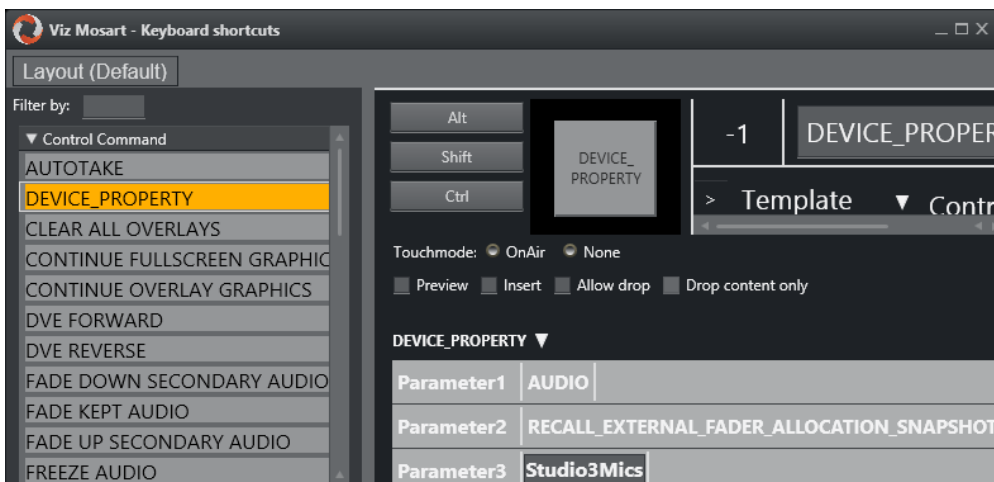 Viz Mosart - Keyboard shortcuts
Layout (Default)
Filter by:
▼ Control Command
AUTOTAKE
DEVICE_PROPERTY
CLEAR ALL OVERLAYS
CONTINUE FULLSCREEN GRAPHIC
CONTINUE OVERLAY GRAPHICS
DVE FORWARD
DVE REVERSE
FADE DOWN SECONDARY AUDIO
FADE KEPT AUDIO
FADE UP SECONDARY AUDIO
FREEZE AUDIO
Alt
Shift
Ctrl
DEVICE_
PROPERTY
-1 DEVICE_PROPER
> Template ▼ Contr
Touchmode: OnAir None
Preview Insert Allow drop Drop content only
DEVICE_PROPERTY ▼
Parameter1 AUDIO
Parameter2 RECALL_EXTERNAL_FADER_ALLOCATION_SNAPSHOT
Parameter3 Studio3Mics